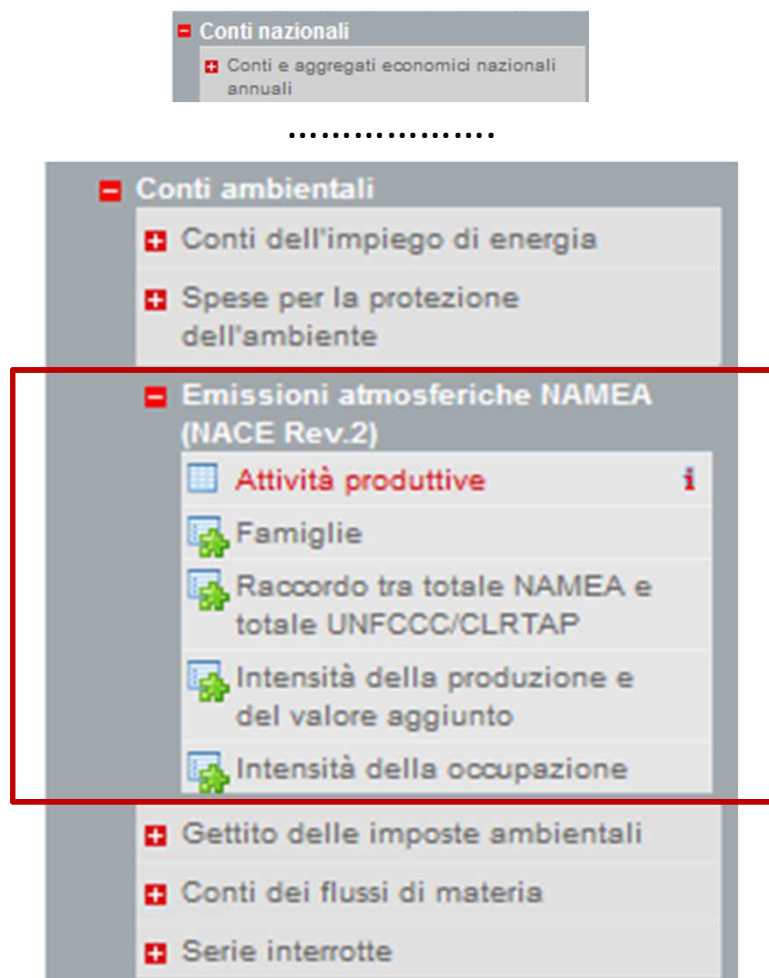 Conti nazionali
Conti e aggregati economici nazionali
annuali
...................
Conti ambientali
Conti dell'impiego di energia
Spese per la protezione
dell'ambiente
Emissioni atmosferiche NAMEA
(NACE Rev.2)
Attività produttive i
Famiglie
Raccordo tra totale NAMEA e
totale UNFCCC/CLRTAP
Intensità della produzione e
del valore aggiunto
Intensità della occupazione
Gettito delle imposte ambientali
Conti dei flussi di materia
Serie interrotte